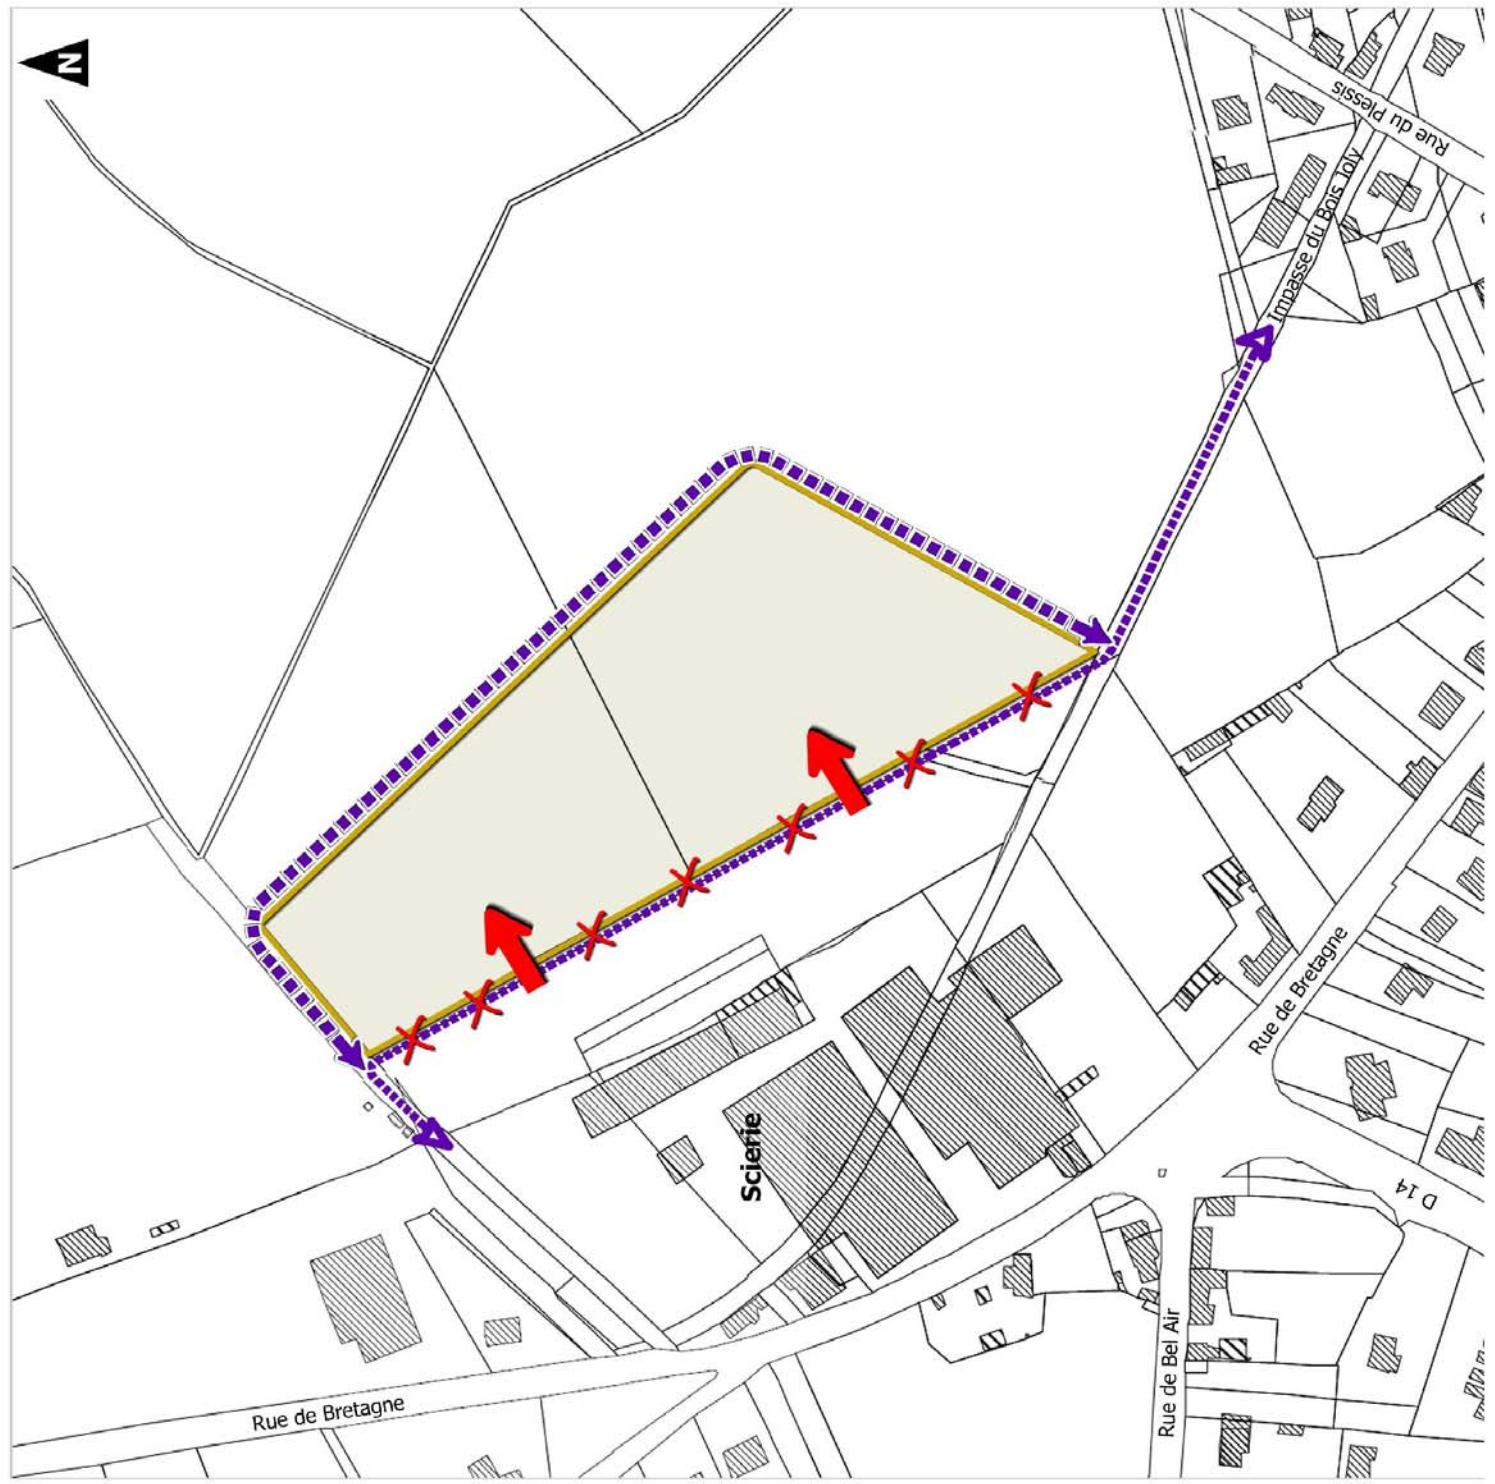 N
Rue du Plessis
Impasse du Bois Joly
Rue de Bretagne
Scierie
D 14
Rue de Bel Air
Rue de Bretagne